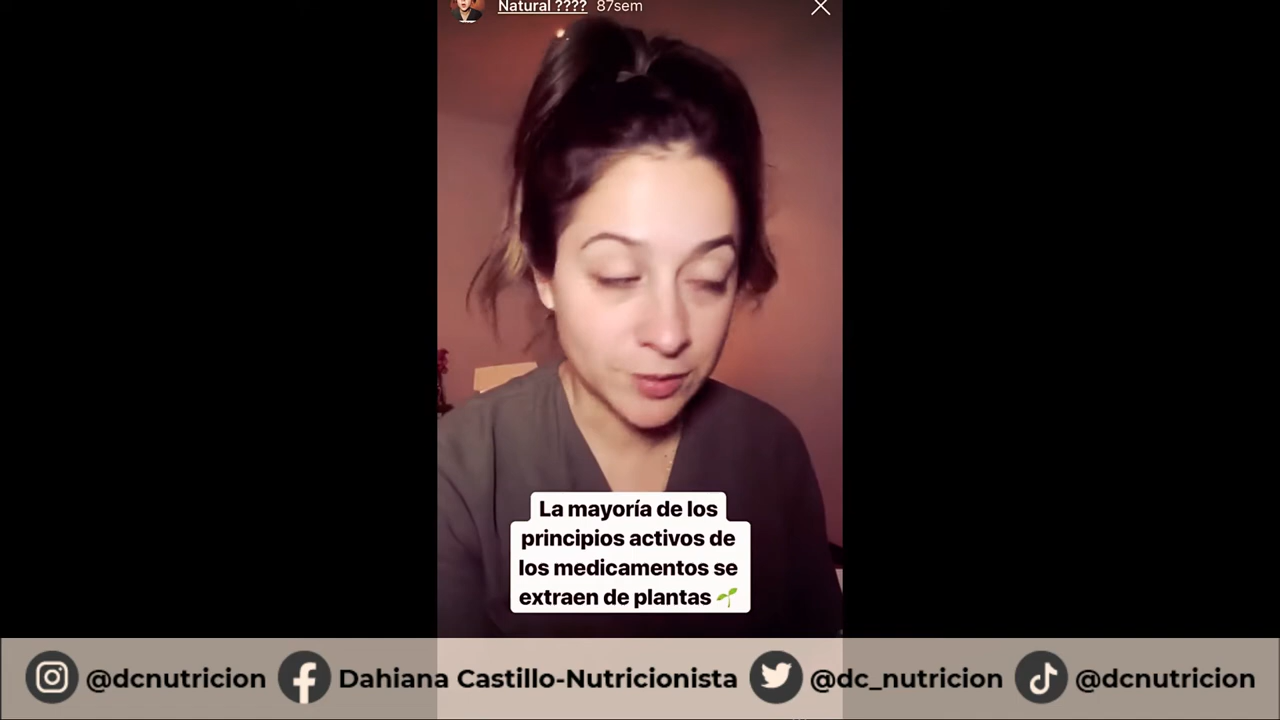 Natural ???? 87sem
La mayoría de los
principios activos de
los medicamentos se
extraen de plantas 🌱
@dcnutricion Dahiana Castillo-Nutricionista @dc_nutricion @dcnutricion